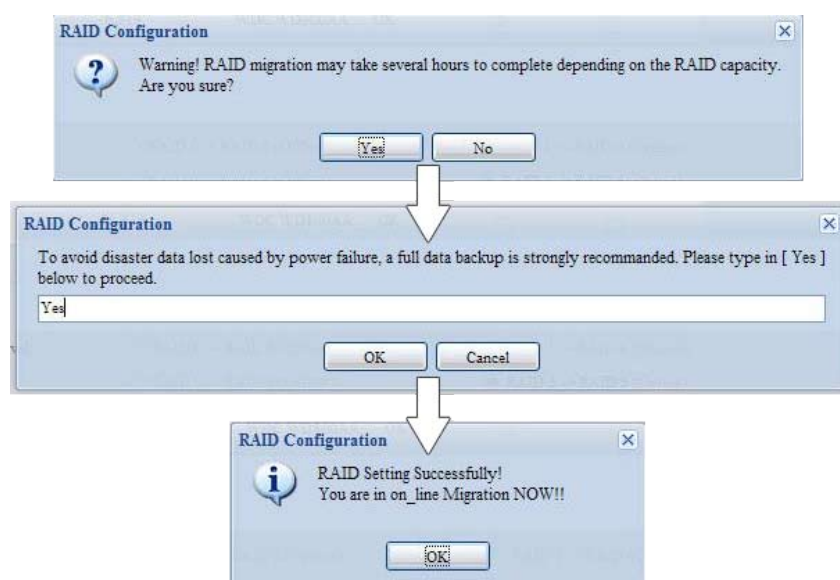 RAID Configuration
Warning! RAID migration may take several hours to complete depending on the RAID capacity.
Are you sure?
Yes
No
RAID Configuration
To avoid disaster data lost caused by power failure, a full data backup is strongly recommanded. Please type in [ Yes ]
below to proceed.
Yes
OK
Cancel
RAID Configuration
RAID Setting Successfully!
You are in on_line Migration NOW!!
OK